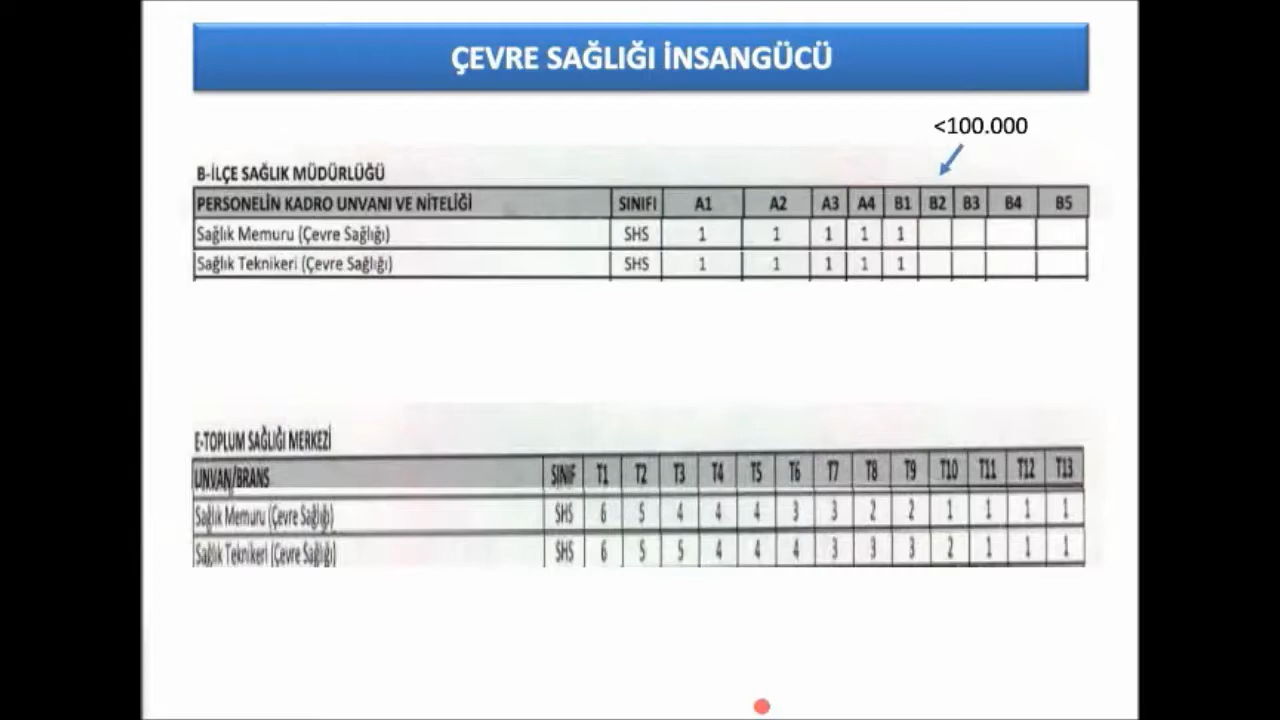 ÇEVRE SAĞLIĞI İNSANGÜCÜ
<100.000
B-İLÇE SAĞLIK MÜDÜRLÜĞÜ
PERSONELİN KADRO UNVANI VE NİTELİĞİ SINIFI A1 A2 A3 A4 B1 B2 B3 B4 B5
Sağlık Memuru (Çevre Sağlığı) SHS 1 1 1 1 1
Sağlık Teknikeri (Çevre Sağlığı) SHS 1 1 1 1 1
E-TOPLUM SAĞLIĞI MERKEZİ
UNVAN/BRANS SINIF T1 T2 T3 T4 T5 T6 T7 T8 T9 T10 T11 T12 T13
Sağlık Memuru (Çevre Sağlığı) SHS 6 5 4 4 4 3 3 2 2 1 1 1 1
Sağlık Teknikeri (Çevre Sağlığı) SHS 6 5 5 4 4 4 3 3 3 2 1 1 1